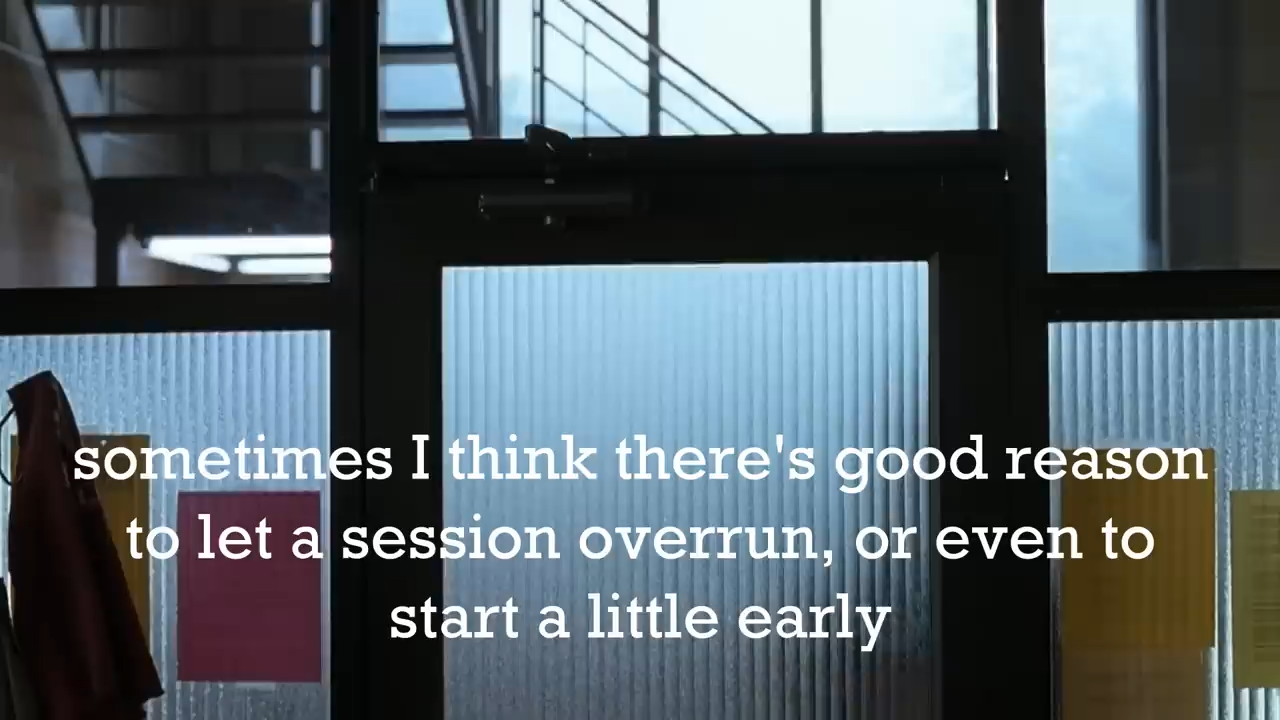 sometimes I think there's good reason
to let a session overrun, or even to
start a little early